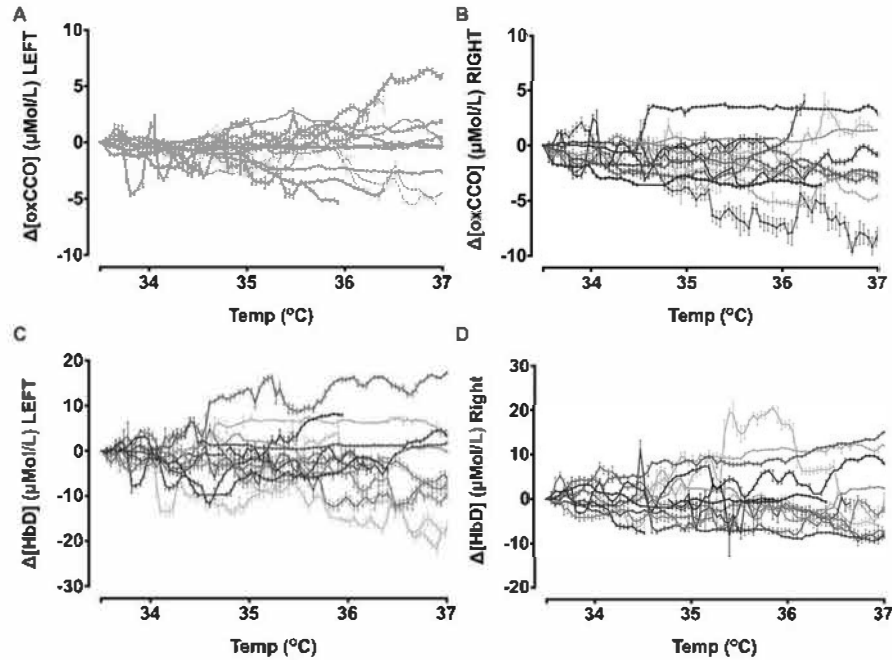 A
10
5
0
-5
-10
Δ[oxCCO] (µMol/L) LEFT
34 35 36 37
Temp (°C)
B
10
5
0
-5
-10
Δ[oxCCO] (µMol/L) RIGHT
34 35 36 37
Temp (°C)
C
20
10
0
-10
-20
-30
Δ[HbD] (µMol/L) LEFT
34 35 36 37
Temp (°C)
D
30
20
10
0
-10
-20
Δ[HbD] (µMol/L) Right
34 35 36 37
Temp (°C)